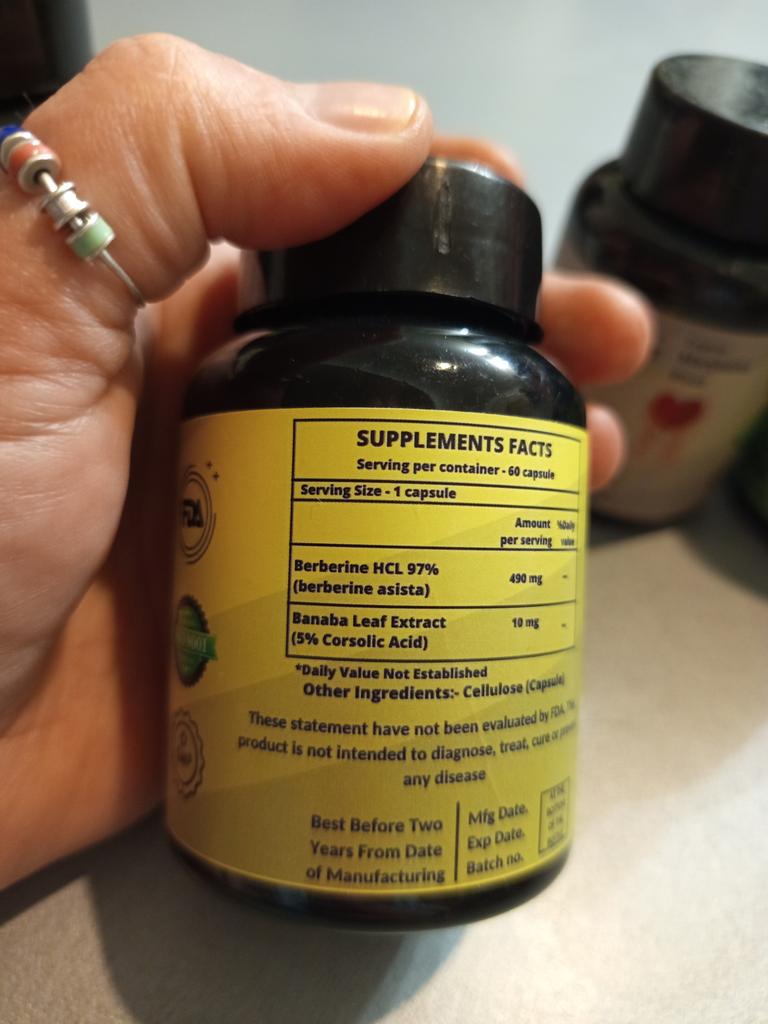 SUPPLEMENTS FACTS
Serving per container - 60 capsule
Serving Size - 1 capsule
Amount %Daily
per serving value
Berberine HCL 97%
(berberine asista) 490 mg --
Banaba Leaf Extract 10 mg --
(5% Corsolic Acid)
*Daily Value Not Established
Other Ingredients:- Cellulose (Capsule)
These statement have not been evaluated by FDA.
product is not intended to diagnose, treat, cure or
any disease
Best Before Two
Years From Date
of Manufacturing
Mfg Date.
Exp Date.
Batch no.
FDA